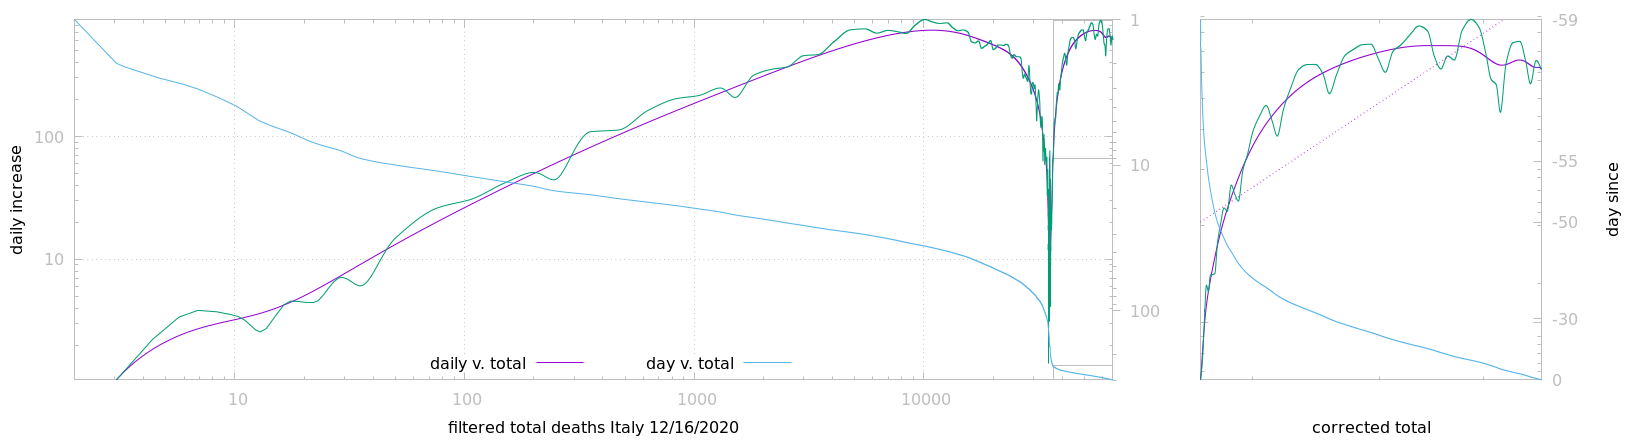 daily increase
100
10
10
100
1000
10000
filtered total deaths Italy 12/16/2020
daily v. total
day v. total
1
10
100
-59
-55
-50
-30
0
day since
corrected total